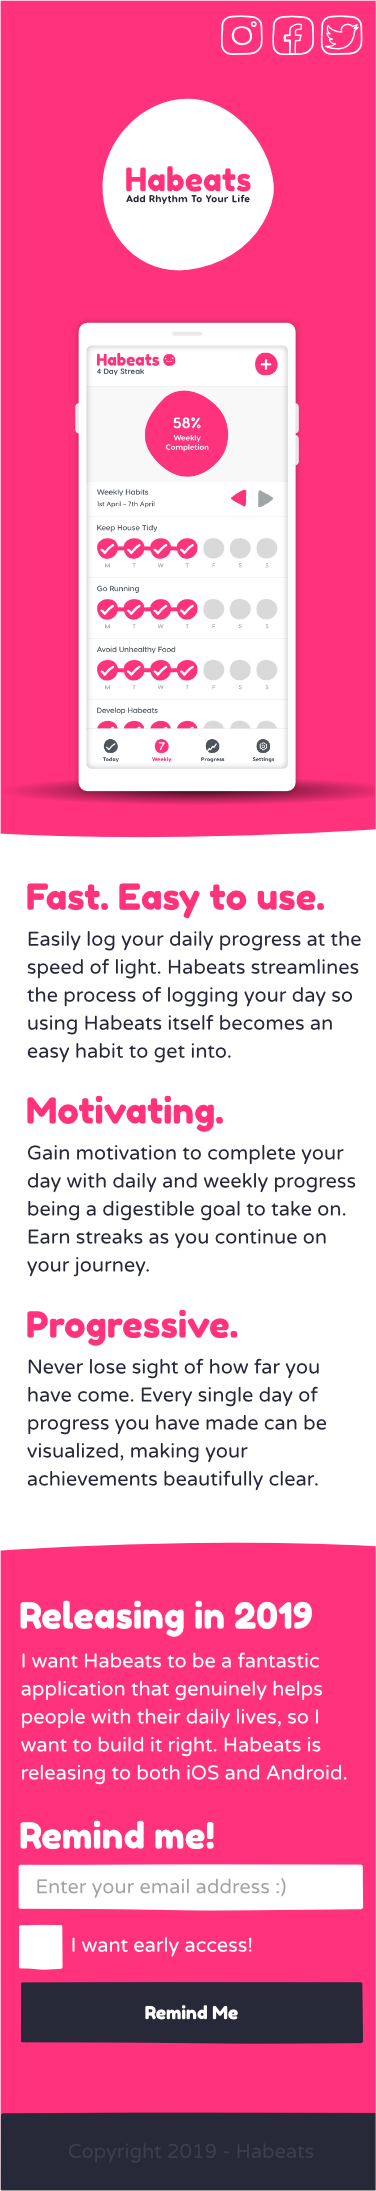 Habeats
Add Rhythm To Your Life
Habeats
4 Day Streak
58%
Weekly
Completion
Weekly Habits
1st April - 7th April
Keep House Tidy
M T W T F S S
Go Running
M T W T F S S
Avoid Unhealthy Food
M T W T F S S
Develop Habeats
7
Today Weekly Progress Settings
Fast. Easy to use.
Easily log your daily progress at the
speed of light. Habeats streamlines
the process of logging your day so
using Habeats itself becomes an
easy habit to get into.
Motivating.
Gain motivation to complete your
day with daily and weekly progress
being a digestible goal to take on.
Earn streaks as you continue on
your journey.
Progressive.
Never lose sight of how far you
have come. Every single day of
progress you have made can be
visualized, making your
achievements beautifully clear.
Releasing in 2019
I want Habeats to be a fantastic
application that genuinely helps
people with their daily lives, so I
want to build it right. Habeats is
releasing to both iOS and Android.
Remind me!
Enter your email address :)
I want early access!
Remind Me
Copyright 2019 - Habeats